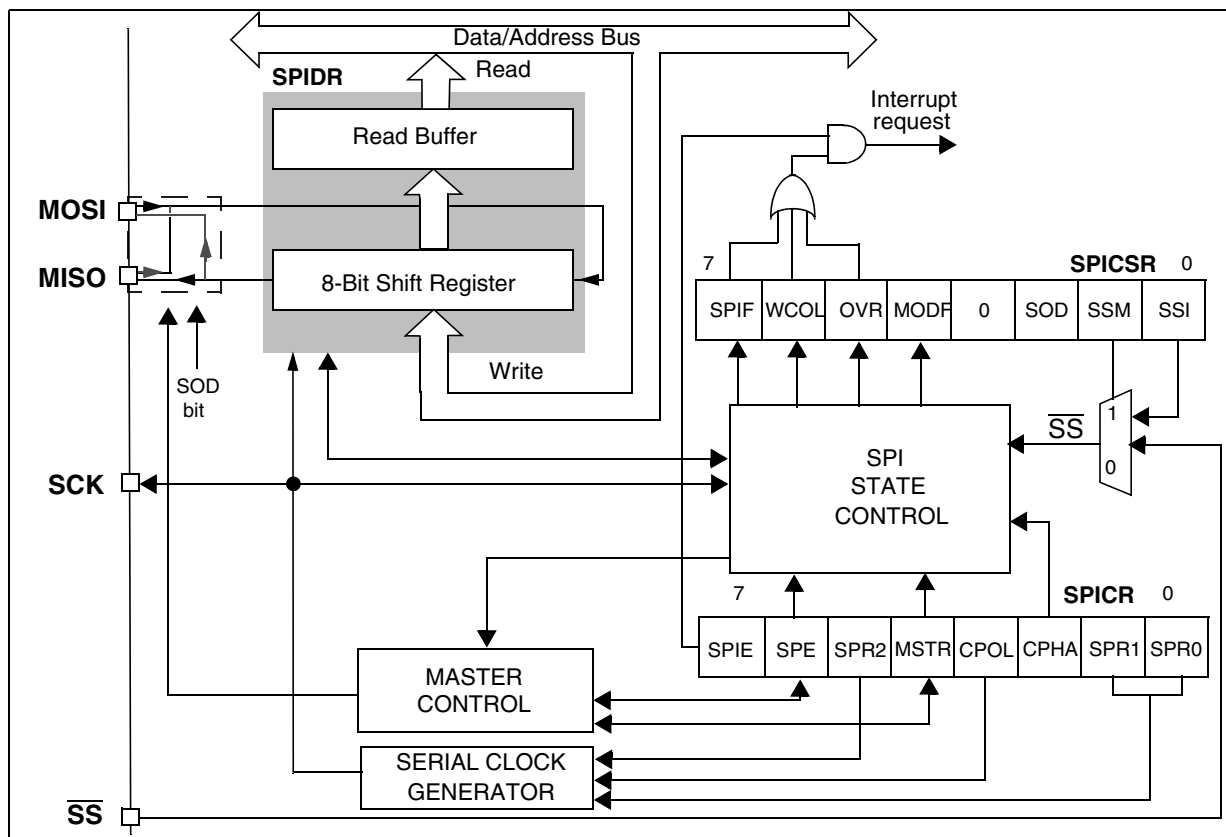 Data/Address Bus
SPIDR
Read
Read Buffer
Interrupt
request
MOSI
MISO
8-Bit Shift Register
7 SPICSR 0
SPIF WCOL OVR MODF 0 SOD SSM SSI
Write
SOD
bit
1
SS
0
SCK
SPI
STATE
CONTROL
7 SPICR 0
SPIE SPE SPR2 MSTR CPOL CPHA SPR1 SPR0
MASTER
CONTROL
SERIAL CLOCK
GENERATOR
SS